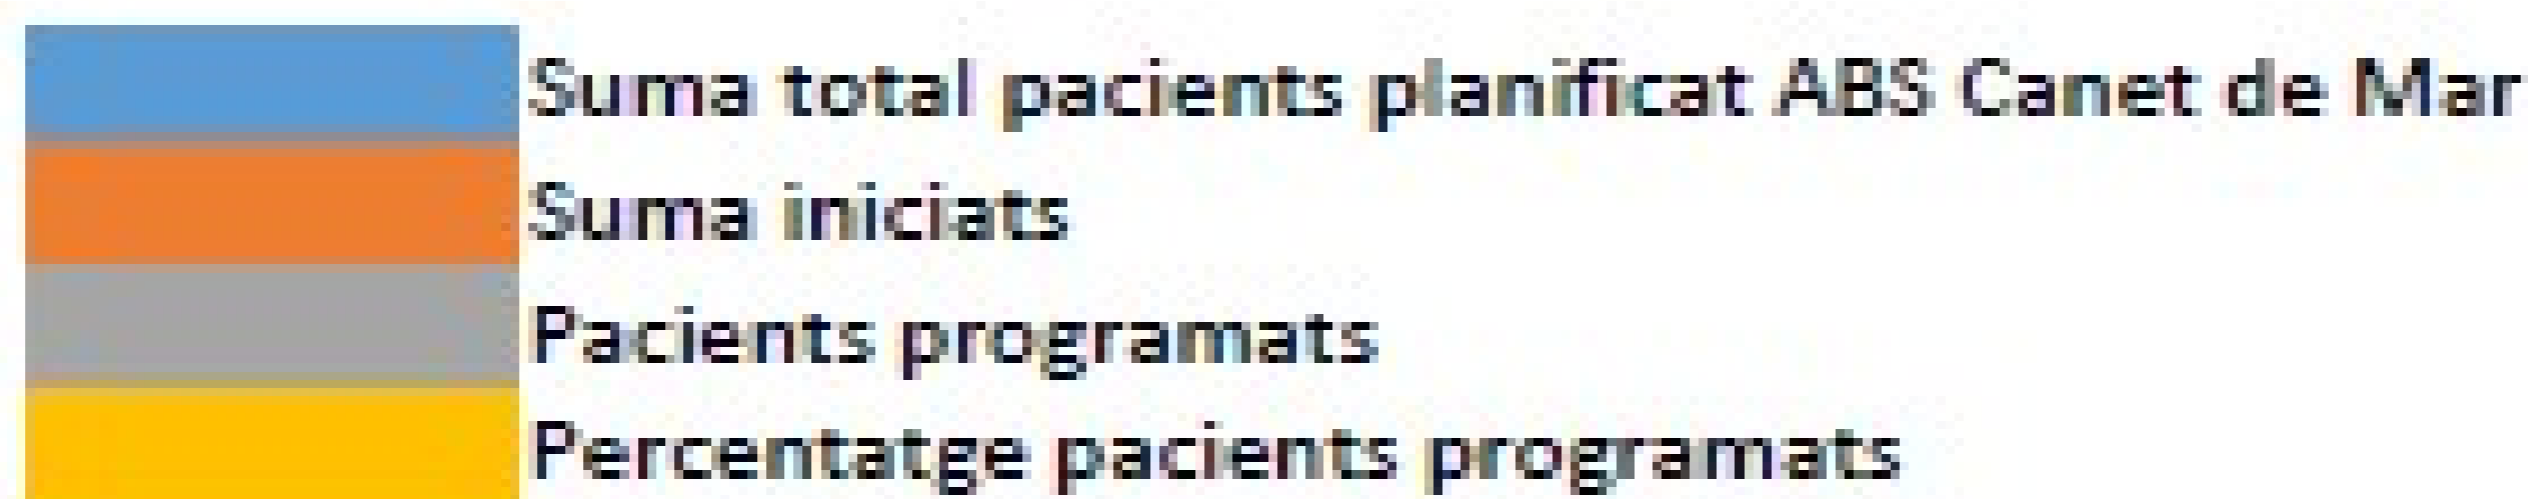 Suma total pacients planificat ABS Canet de Mar
Suma iniciats
Pacients programats
Percentatge pacients programats